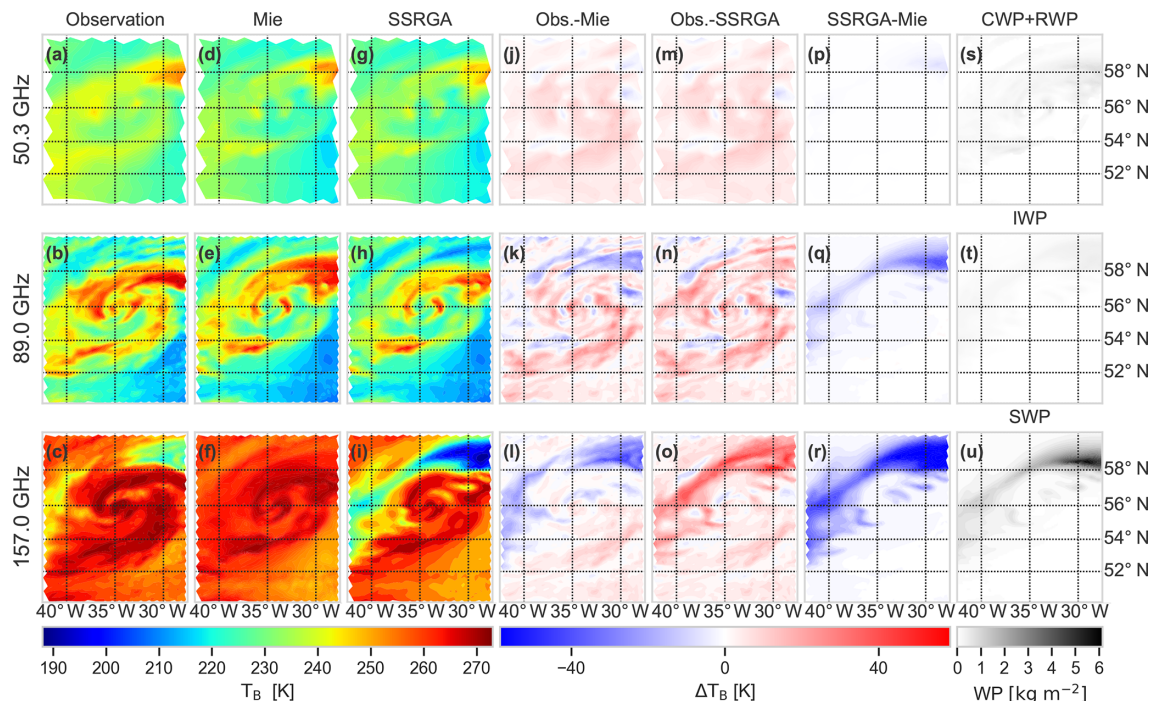 Observation Mie SSRGA Obs.-Mie Obs.-SSRGA SSRGA-Mie CWP+RWP
50.3 GHz
(a) (d) (g) (j) (m) (p) (s)
58° N
56° N
54° N
52° N
IWP
89.0 GHz
(b) (e) (h) (k) (n) (q) (t)
58° N
56° N
54° N
52° N
SWP
157.0 GHz
(c) (f) (i) (l) (o) (r) (u)
58° N
56° N
54° N
52° N
40° W 35° W 30° W 40° W 35° W 30° W 40° W 35° W 30° W 40° W 35° W 30° W 40° W 35° W 30° W 40° W 35° W 30° W 40° W 35° W 30° W
190 200 210 220 230 240 250 260 270 −40 0 40 0 1 2 3 4 5 6
T_B [K] ΔT_B [K] WP [kg m⁻²]